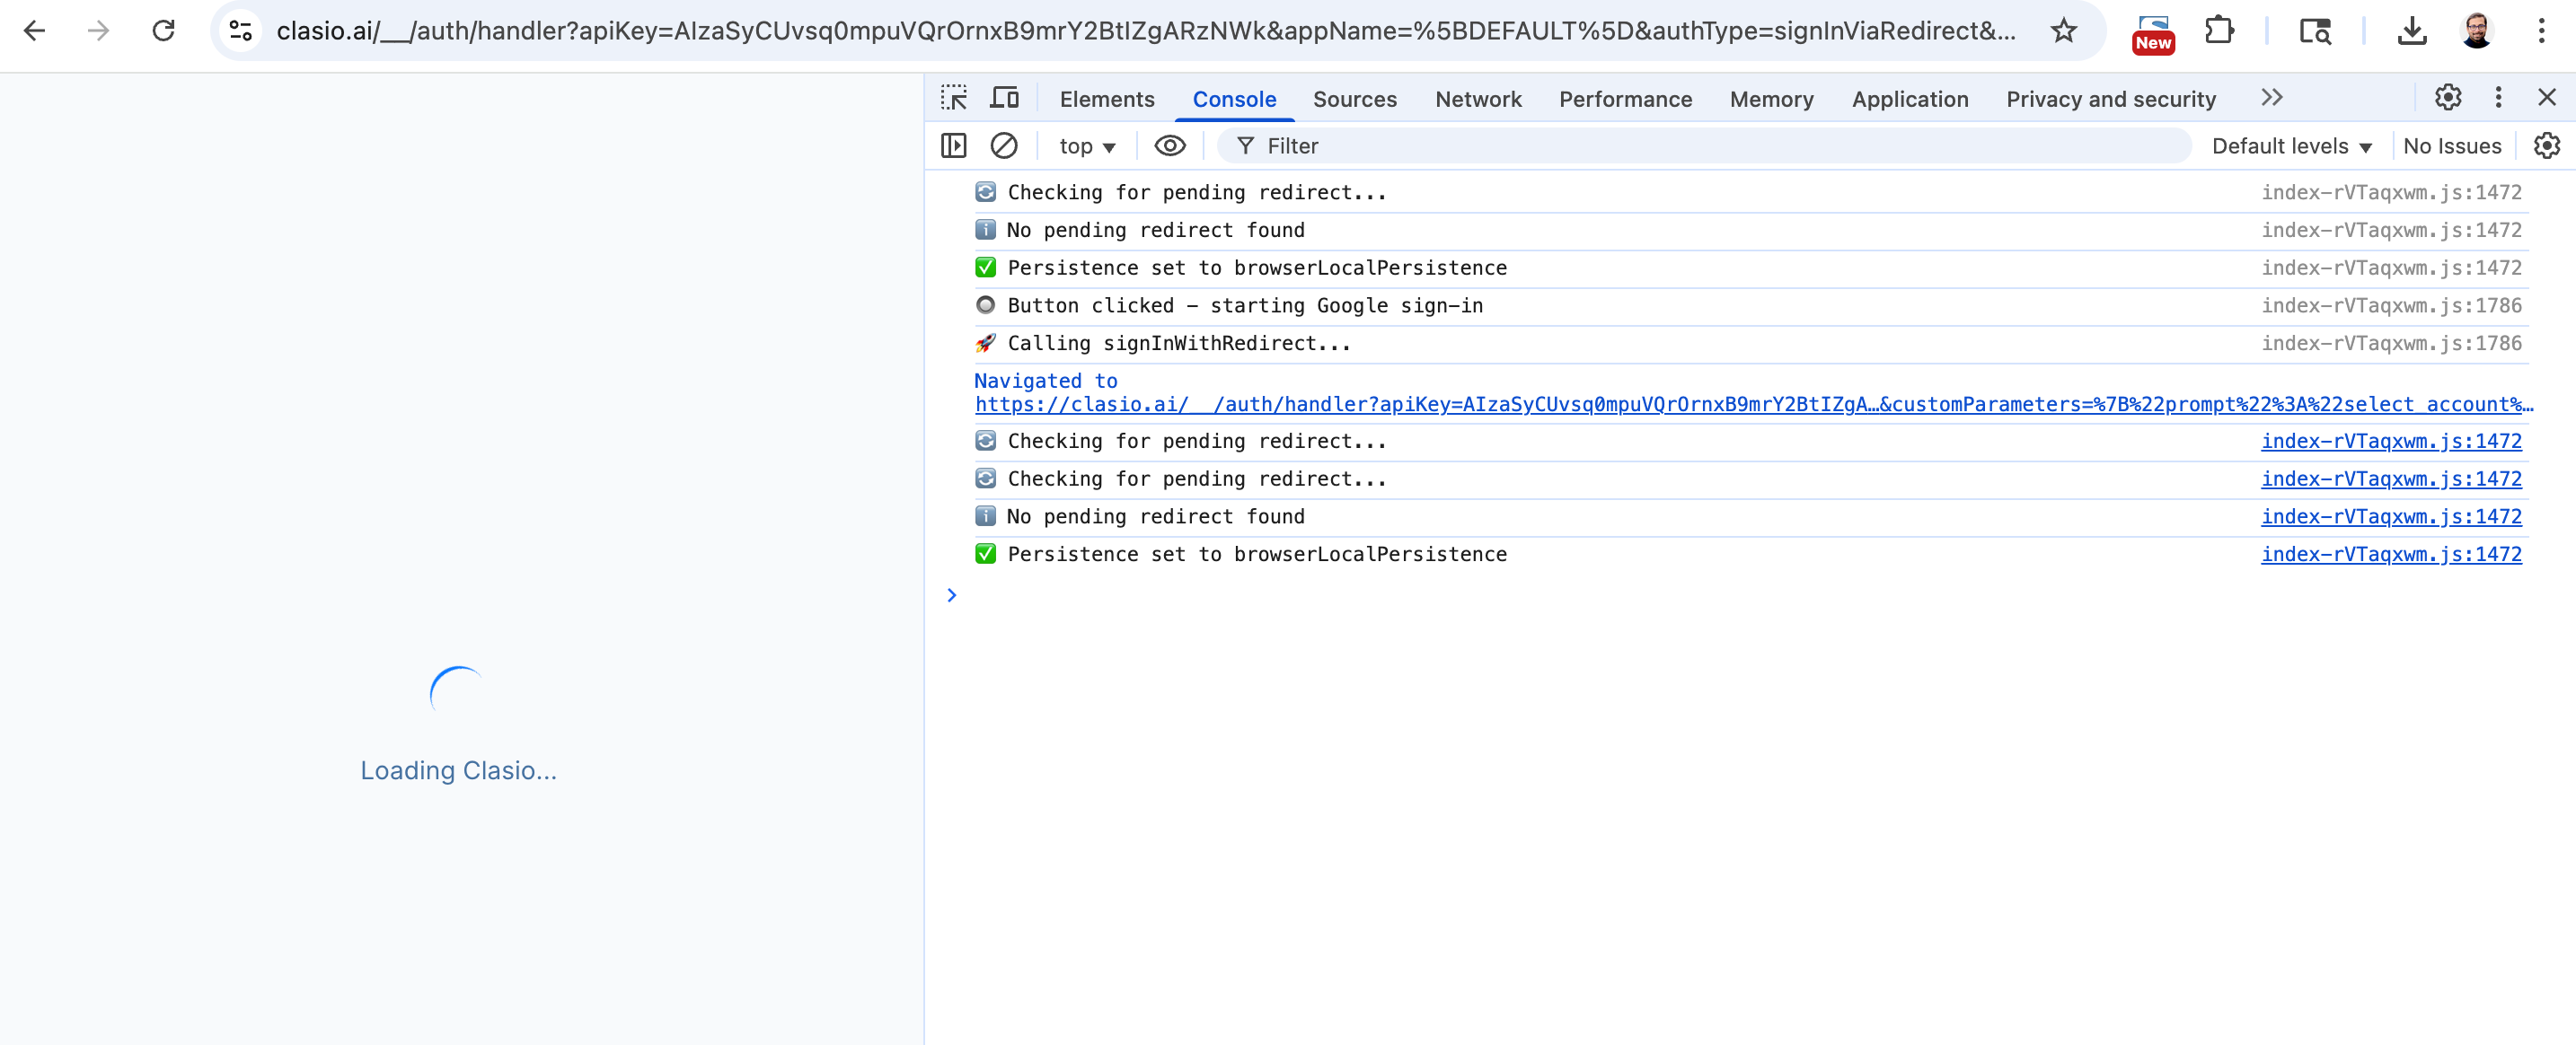 clasio.ai/__/auth/handler?apiKey=AIzaSyCUvsq0mpuVQrOrnxB9mrY2BtIZgARzNWk&appName=%5BDEFAULT%5D&authType=signInViaRedirect&...
New
Elements Console Sources Network Performance Memory Application Privacy and security
top Filter Default levels No Issues
Checking for pending redirect... index-rVTaqxwm.js:1472
No pending redirect found index-rVTaqxwm.js:1472
Persistence set to browserLocalPersistence index-rVTaqxwm.js:1472
Button clicked - starting Google sign-in index-rVTaqxwm.js:1786
Calling signInWithRedirect... index-rVTaqxwm.js:1786
Navigated to
https://clasio.ai/__/auth/handler?apiKey=AIzaSyCUvsq0mpuVQrOrnxB9mrY2BtIZgA…&customParameters=%7B%22prompt%22%3A%22select_account%…
Checking for pending redirect... index-rVTaqxwm.js:1472
Checking for pending redirect... index-rVTaqxwm.js:1472
No pending redirect found index-rVTaqxwm.js:1472
Persistence set to browserLocalPersistence index-rVTaqxwm.js:1472
Loading Clasio...